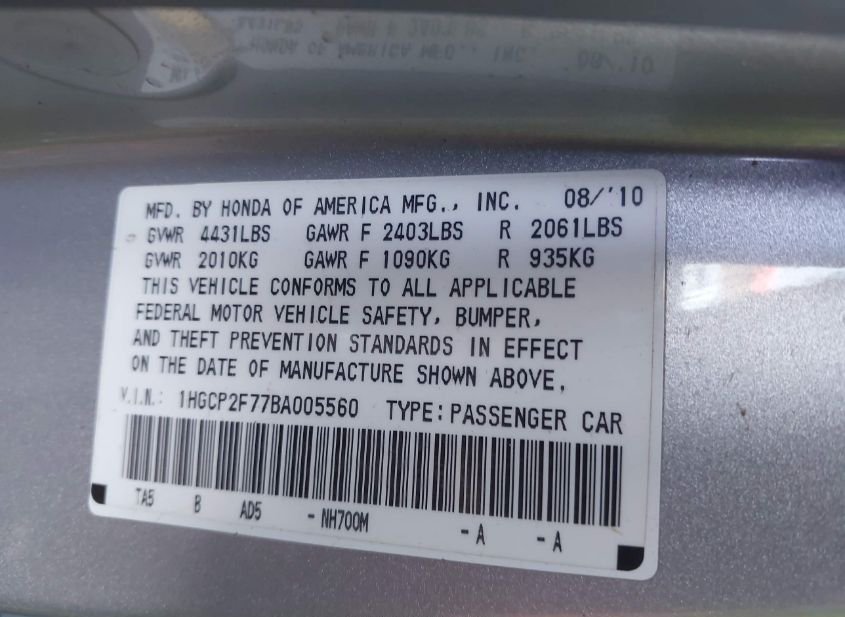 MFD. BY HONDA OF AMERICA MFG., INC. 08/'10
GVWR 4431LBS GAWR F 2403LBS R 2061LBS
GVWR 2010KG GAWR F 1090KG R 935KG
THIS VEHICLE CONFORMS TO ALL APPLICABLE
FEDERAL MOTOR VEHICLE SAFETY, BUMPER,
AND THEFT PREVENTION STANDARDS IN EFFECT
ON THE DATE OF MANUFACTURE SHOWN ABOVE.
V.I.N.: 1HGCP2F77BA005560 TYPE: PASSENGER CAR
TA5 B AD5 - NH700M - A - A